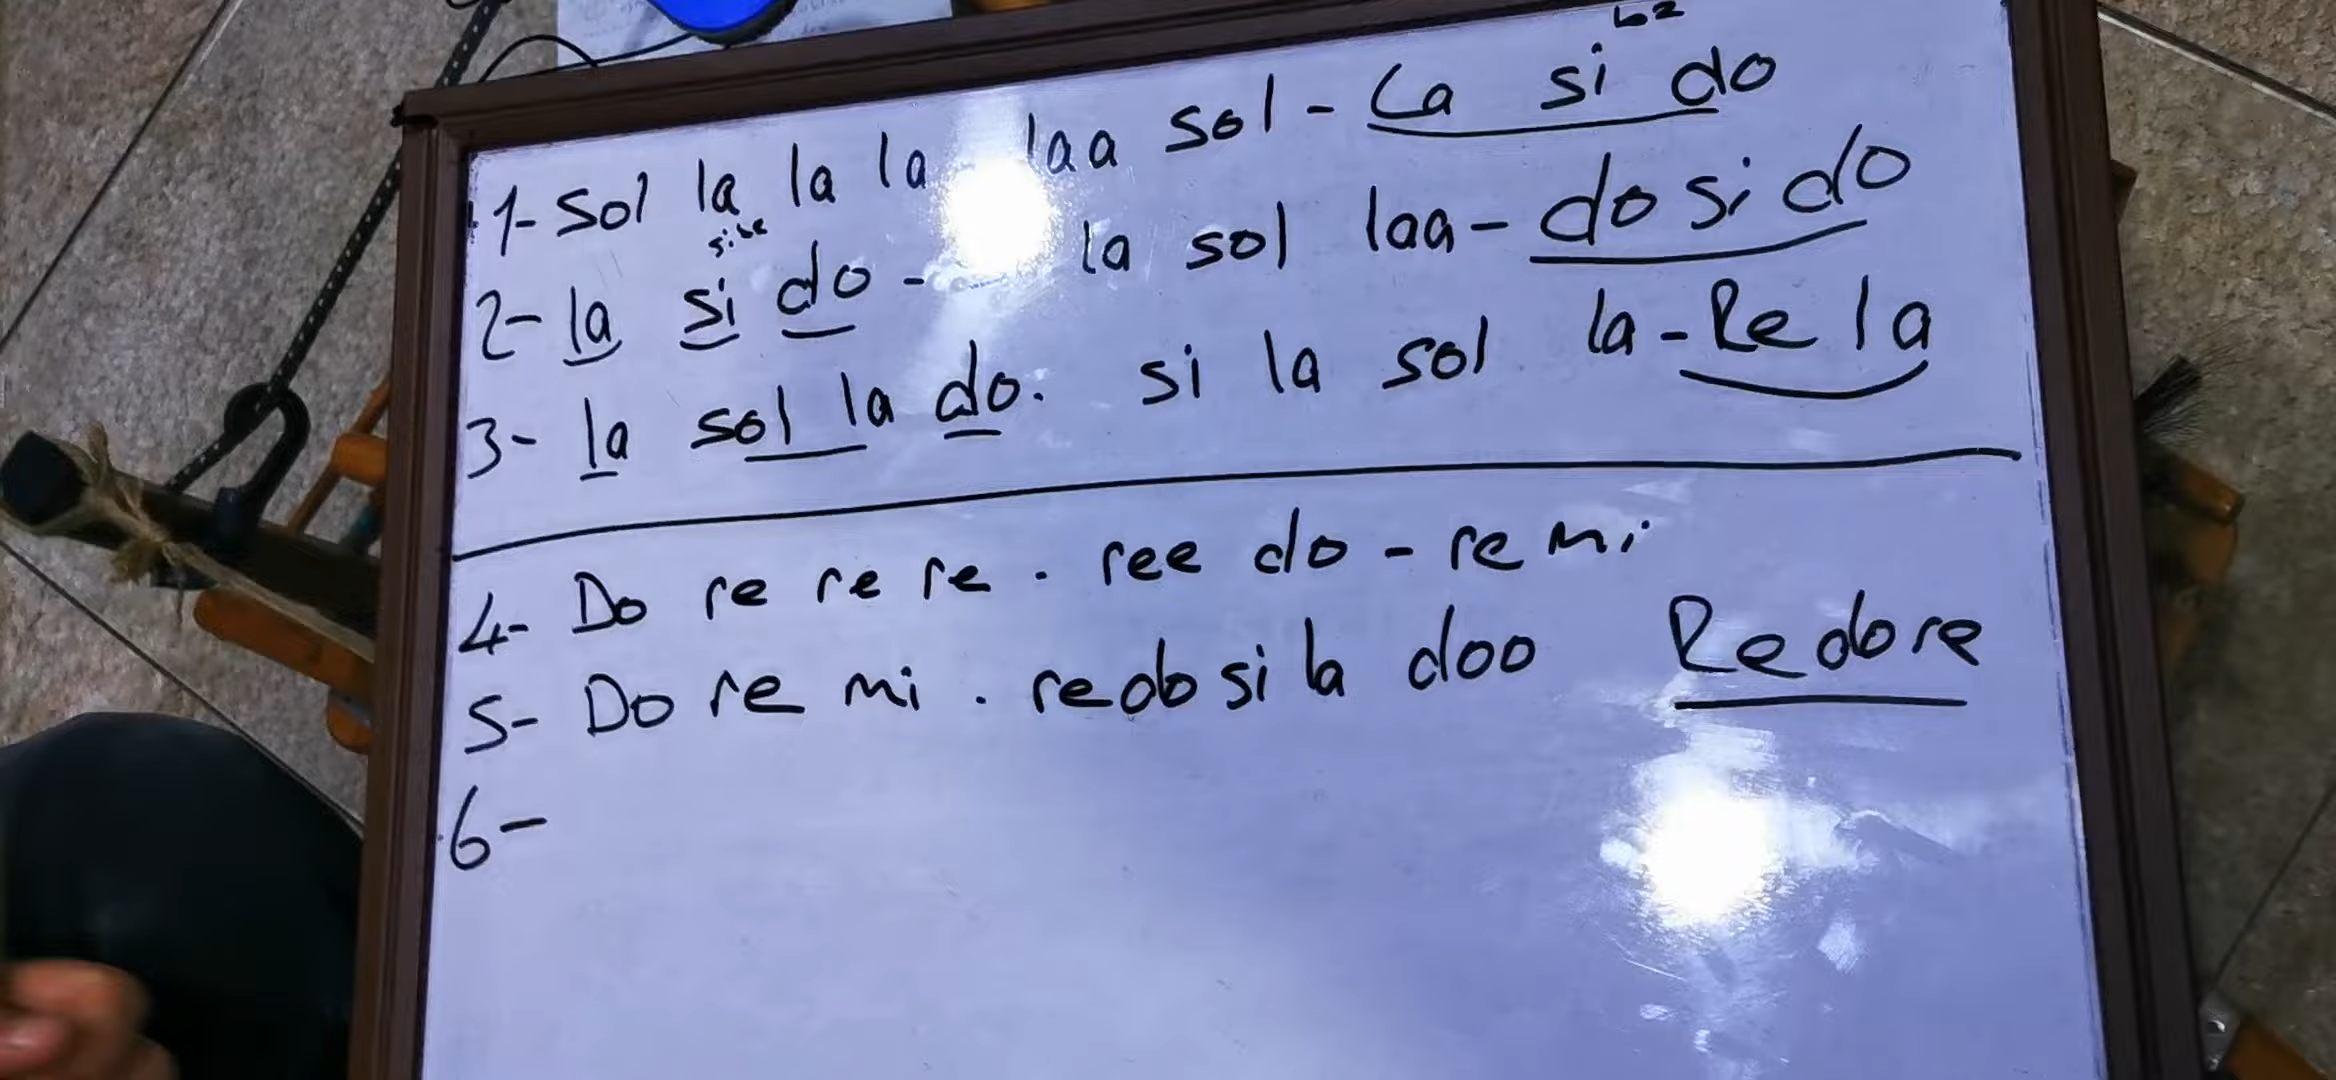 b2
1- Sol la la la - laa sol - La si do
sibe
2- la si do - la sol laa - do si do
3- la sol la do. si la sol la - Re la
4- Do re re re . ree do - re mi
5- Do re mi . redo si la doo Redore
6-